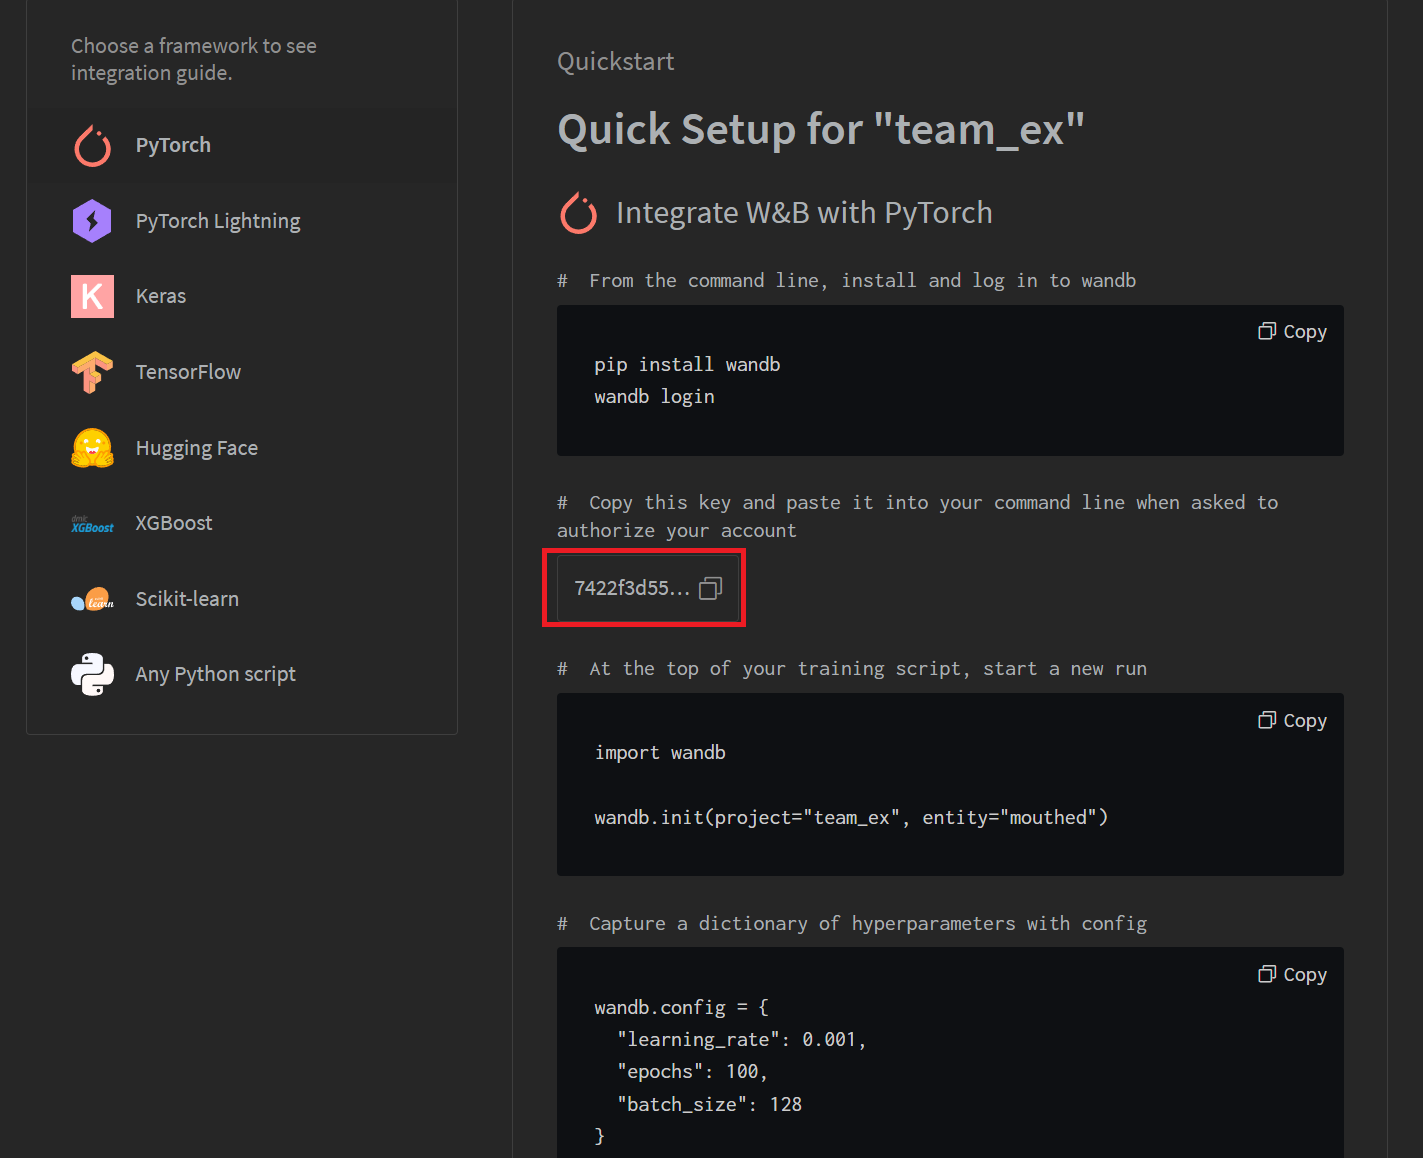 Choose a framework to see
integration guide.
PyTorch
PyTorch Lightning
K
Keras
TensorFlow
Hugging Face
dmlc
XGBoost
XGBoost
learn
Scikit-learn
Any Python script
Quickstart
Quick Setup for "team_ex"
Integrate W&B with PyTorch
# From the command line, install and log in to wandb
Copy
pip install wandb
wandb login
# Copy this key and paste it into your command line when asked to
authorize your account
7422f3d55...
# At the top of your training script, start a new run
Copy
import wandb
wandb.init(project="team_ex", entity="mouthed")
# Capture a dictionary of hyperparameters with config
Copy
wandb.config = {
"learning_rate": 0.001,
"epochs": 100,
"batch_size": 128
}